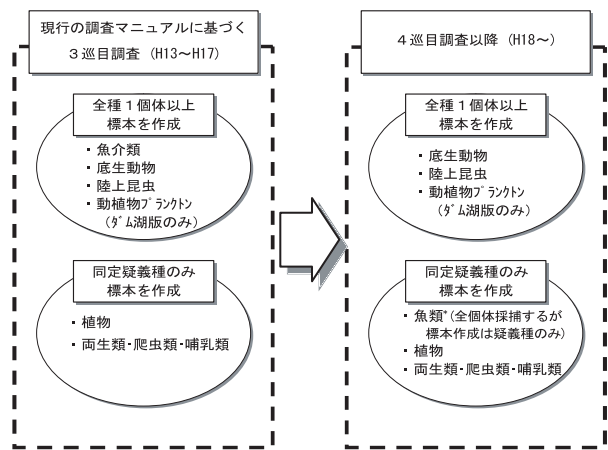 現行の調査マニュアルに基づく
3巡目調査（H13～H17）
全種１個体以上
標本を作成
・魚介類
・底生動物
・陸上昆虫
・動植物ﾌﾟﾗﾝｸﾄﾝ
（ﾀﾞﾑ湖版のみ）
同定疑義種のみ
標本を作成
・植物
・両生類・爬虫類・哺乳類
４巡目調査以降（H18～）
全種１個体以上
標本を作成
・底生動物
・陸上昆虫
・動植物ﾌﾟﾗﾝｸﾄﾝ
（ﾀﾞﾑ湖版のみ）
同定疑義種のみ
標本を作成
・魚類*（全個体採捕するが
標本作成は疑義種のみ）
・植物
・両生類・爬虫類・哺乳類